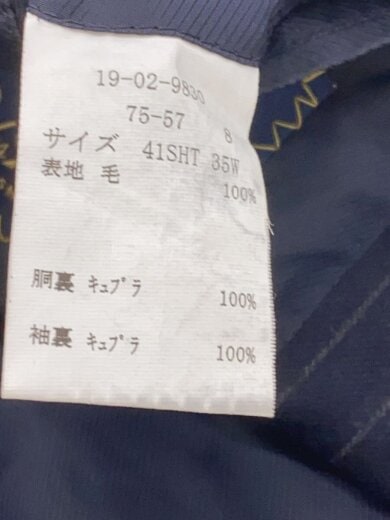 19-02-9830
75-57 8
サイズ 41SHT 35W
表地 毛 100%
胴裏 ｷｭﾌﾟﾗ 100%
袖裏 ｷｭﾌﾟﾗ 100%